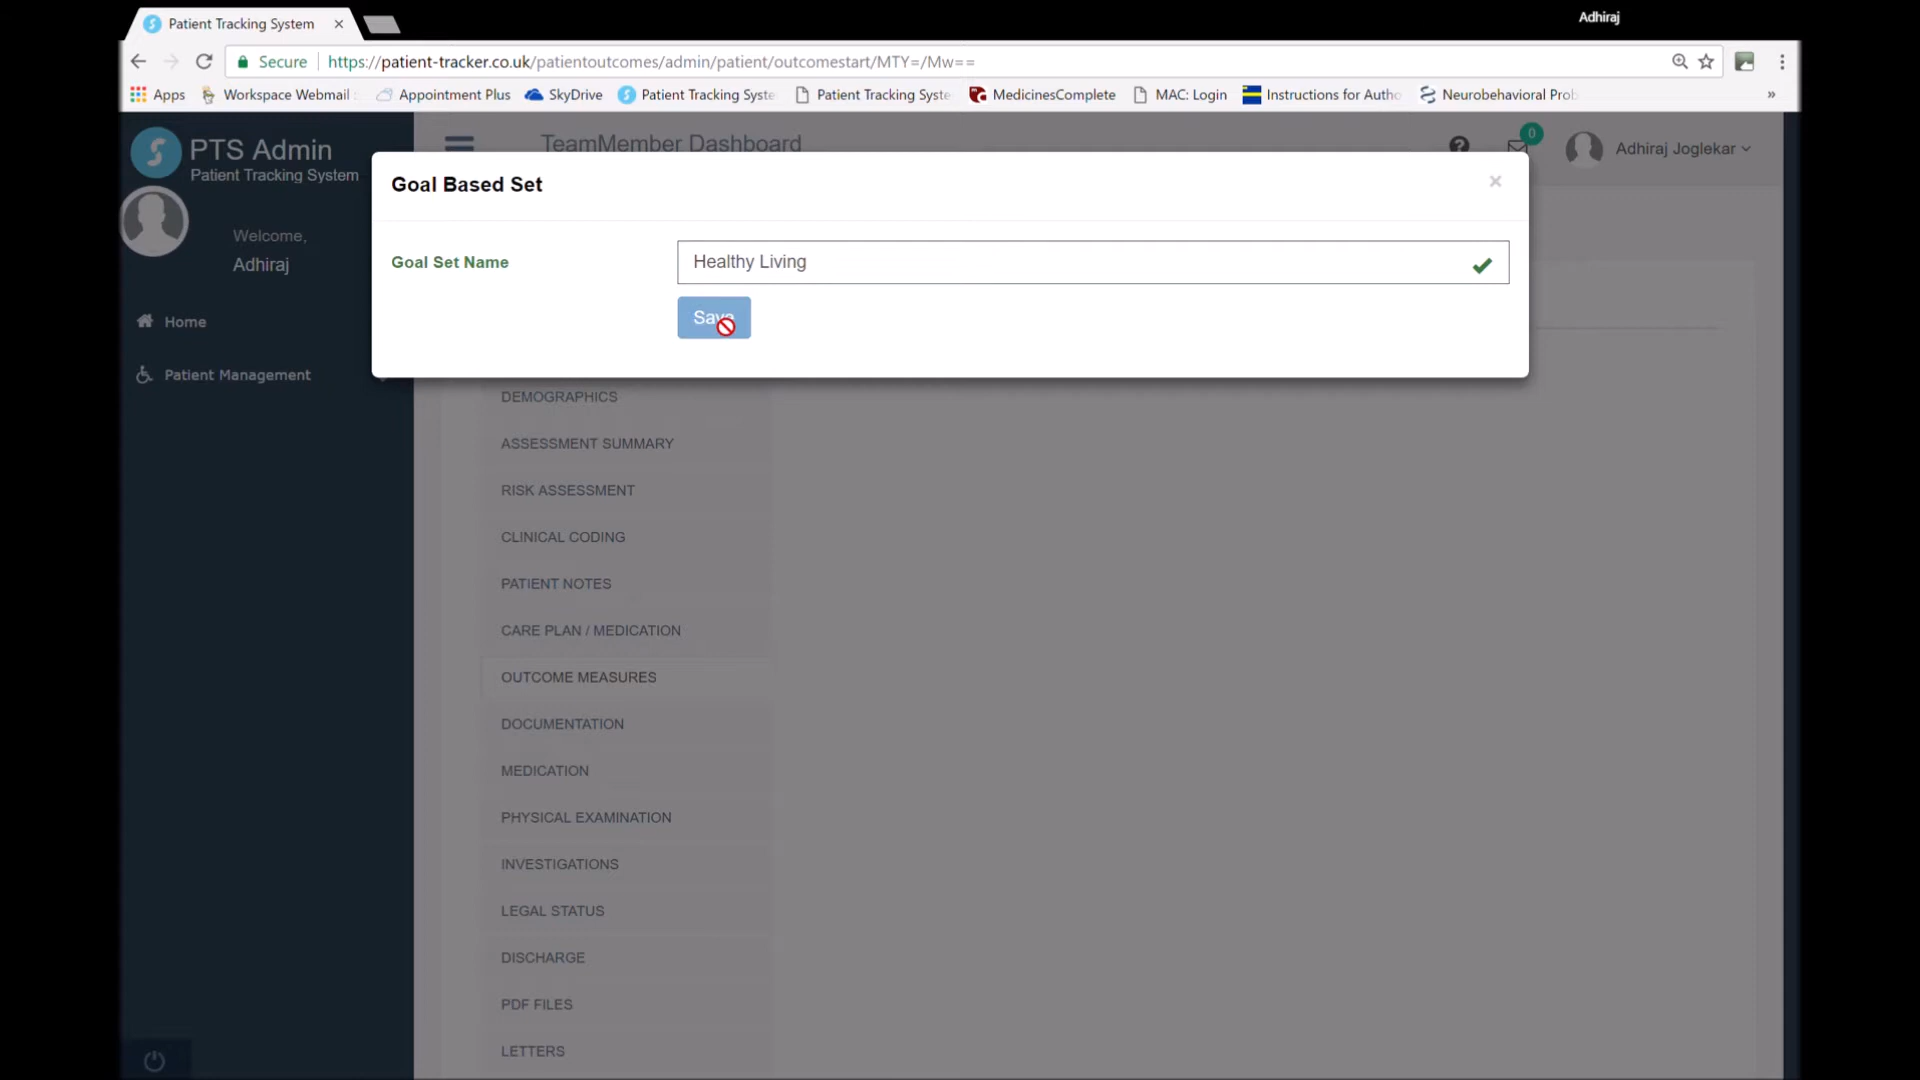 Patient Tracking System
Adhiraj
Secure
https://patient-tracker.co.uk/patientoutcomes/admin/patient/outcomestart/MTY=/Mw==
Apps
Workspace Webmail :
Appointment Plus
SkyDrive
Patient Tracking Syste
Patient Tracking Syste
MedicinesComplete
MAC: Login
Instructions for Autho
Neurobehavioral Prob
»
PTS Admin
Patient Tracking System
Welcome,
Adhiraj
Home
Patient Management
TeamMember Dashboard
0
Adhiraj Joglekar
Goal Based Set
Goal Set Name
Healthy Living
Save
DEMOGRAPHICS
ASSESSMENT SUMMARY
RISK ASSESSMENT
CLINICAL CODING
PATIENT NOTES
CARE PLAN / MEDICATION
OUTCOME MEASURES
DOCUMENTATION
MEDICATION
PHYSICAL EXAMINATION
INVESTIGATIONS
LEGAL STATUS
DISCHARGE
PDF FILES
LETTERS